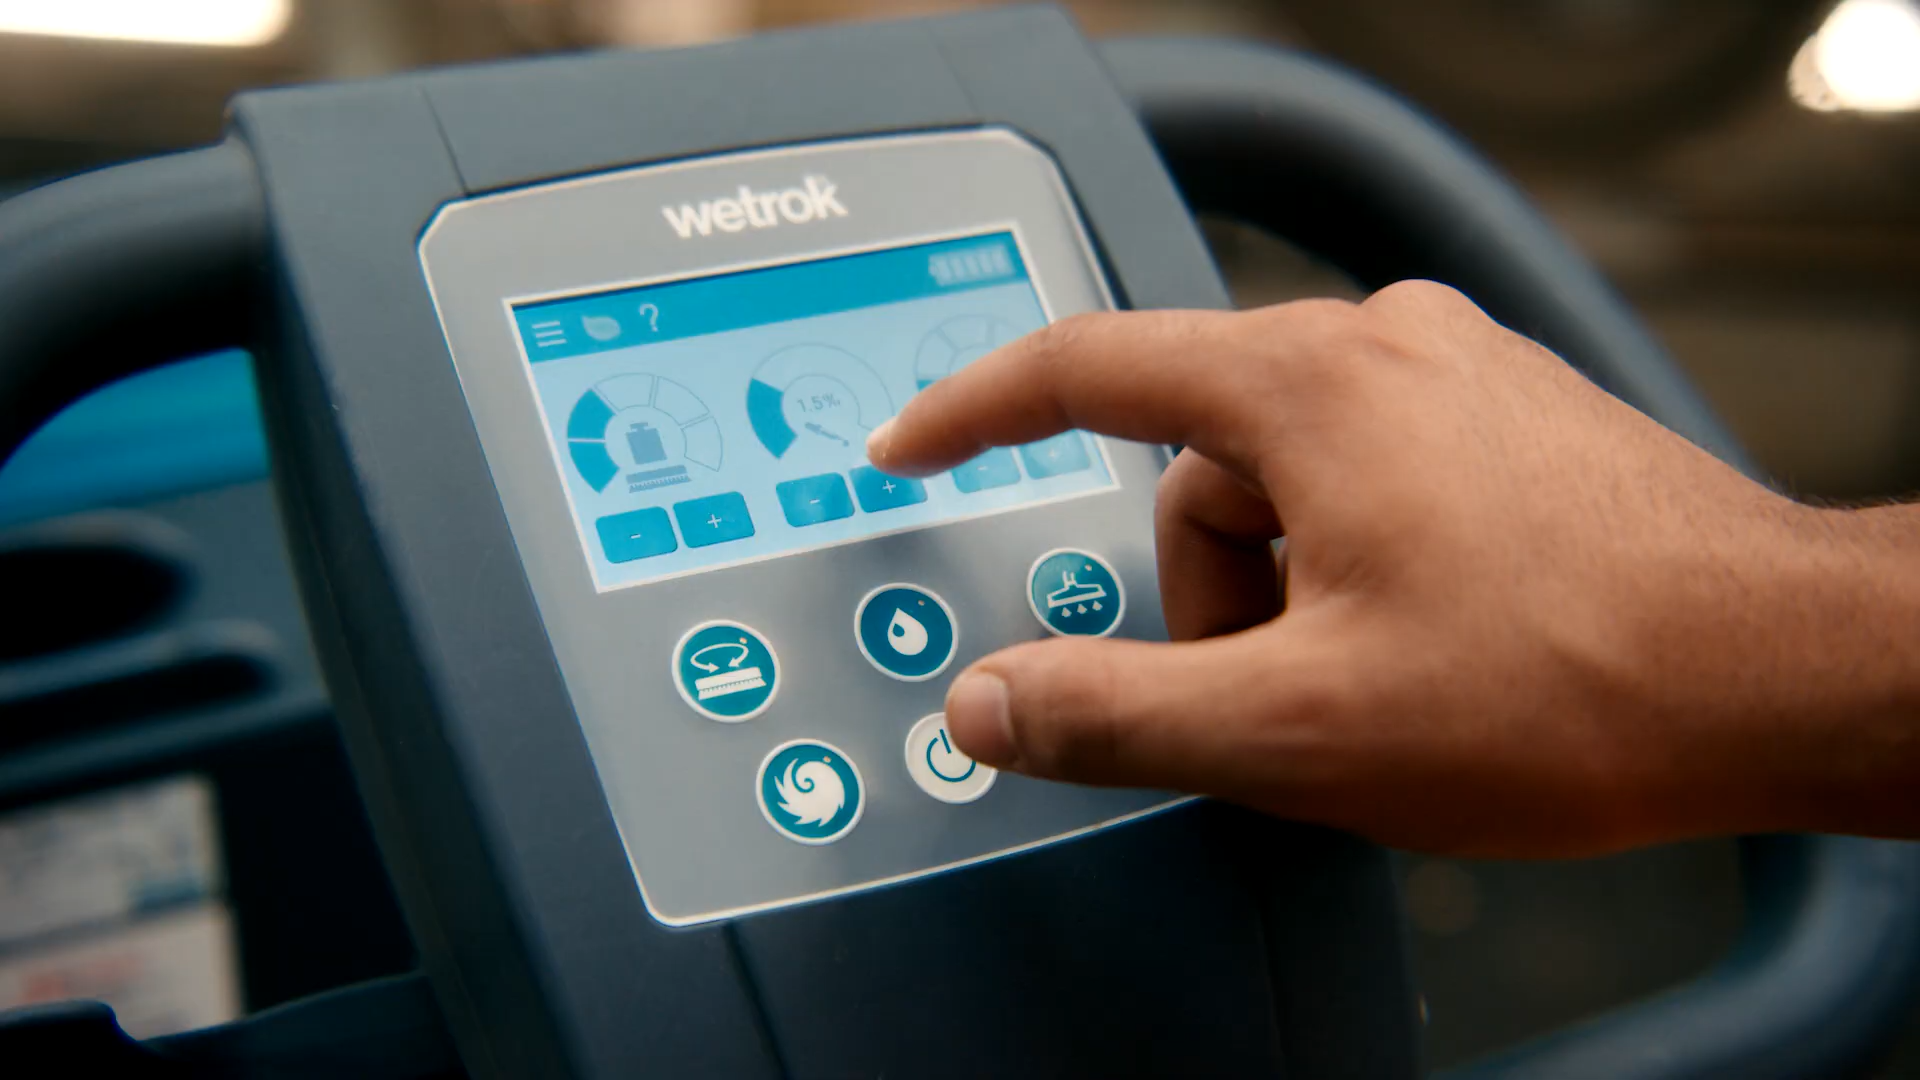 wetrok
?
1.5%
- + - + - +